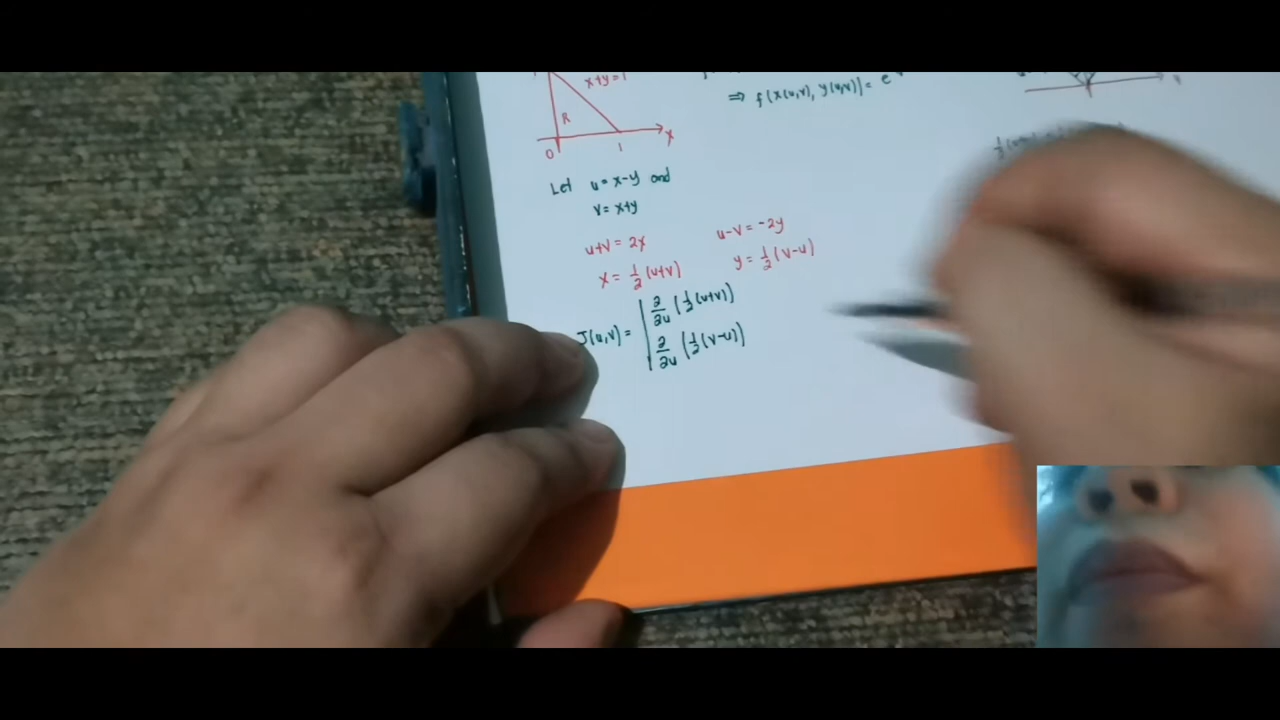 x+y=1
R
0 1 x
⇒ f(x(u,v), y(u,v)) = e
Let u = x-y and
v = x+y
u+v = 2x
x = 1/2 (u+v)
u-v = -2y
y = 1/2 (v-u)
J(u,v) = | ∂/∂u (1/2 (u+v))
∂/∂u (1/2 (v-u))